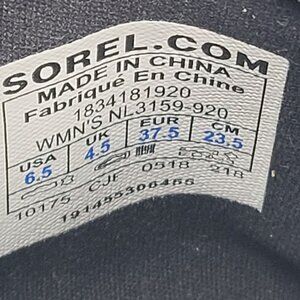 SOREL.COM
MADE IN CHINA
Fabriqué En Chine
1834181920
WMN'S NL3159-920
USA UK EUR CM
6.5 4.5 37.5 23.5
10175 CJF 0518 218
191455306455